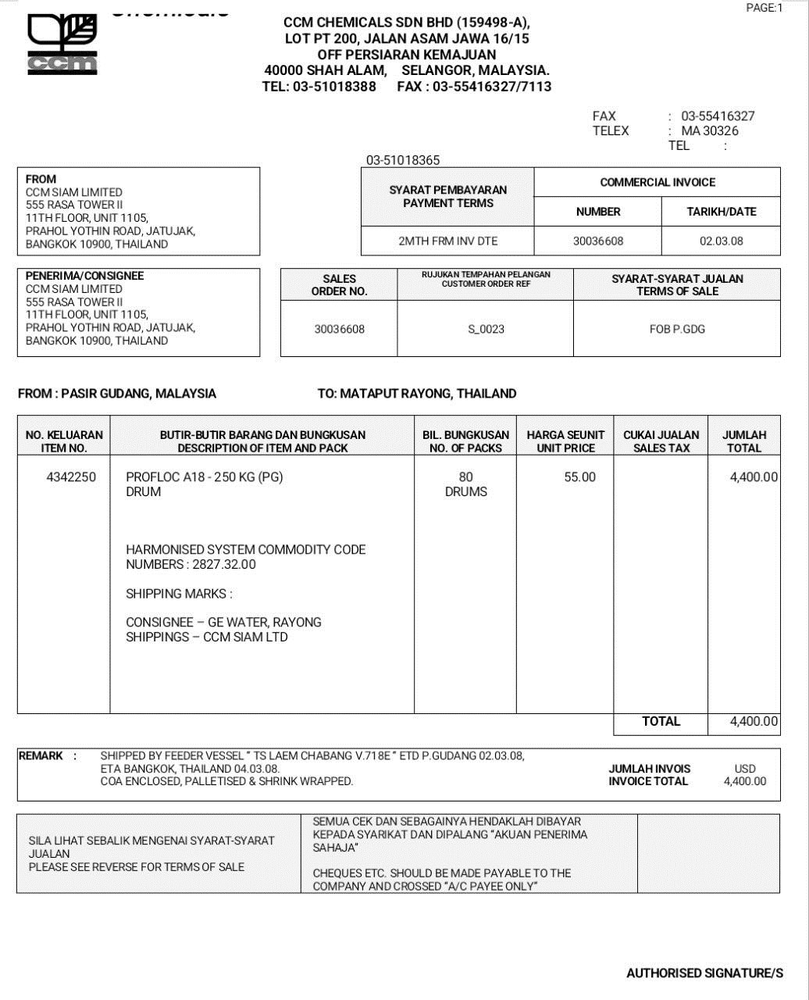 PAGE:1
Chemicals
ccm
CCM CHEMICALS SDN BHD (159498-A),
LOT PT 200, JALAN ASAM JAWA 16/15
OFF PERSIARAN KEMAJUAN
40000 SHAH ALAM, SELANGOR, MALAYSIA.
TEL: 03-51018388 FAX : 03-55416327/7113
FAX : 03-55416327
TELEX : MA 30326
TEL :
03-51018365
FROM
CCM SIAM LIMITED
555 RASA TOWER II
11TH FLOOR, UNIT 1105,
PRAHOL YOTHIN ROAD, JATUJAK,
BANGKOK 10900, THAILAND
SYARAT PEMBAYARAN
PAYMENT TERMS
COMMERCIAL INVOICE
NUMBER TARIKH/DATE
2MTH FRM INV DTE 30036608 02.03.08
PENERIMA/CONSIGNEE
CCM SIAM LIMITED
555 RASA TOWER II
11TH FLOOR, UNIT 1105,
PRAHOL YOTHIN ROAD, JATUJAK,
BANGKOK 10900, THAILAND
SALES
ORDER NO.
RUJUKAN TEMPAHAN PELANGAN
CUSTOMER ORDER REF
SYARAT-SYARAT JUALAN
TERMS OF SALE
30036608 S_0023 FOB P.GDG
FROM : PASIR GUDANG, MALAYSIA TO: MATAPUT RAYONG, THAILAND
NO. KELUARAN
ITEM NO.
BUTIR-BUTIR BARANG DAN BUNGKUSAN
DESCRIPTION OF ITEM AND PACK
BIL. BUNGKUSAN
NO. OF PACKS
HARGA SEUNIT
UNIT PRICE
CUKAI JUALAN
SALES TAX
JUMLAH
TOTAL
4342250 PROFLOC A18 - 250 KG (PG) 80 55.00 4,400.00
DRUM DRUMS
HARMONISED SYSTEM COMMODITY CODE
NUMBERS : 2827.32.00
SHIPPING MARKS :
CONSIGNEE – GE WATER, RAYONG
SHIPPINGS – CCM SIAM LTD
TOTAL 4,400.00
REMARK : SHIPPED BY FEEDER VESSEL " TS LAEM CHABANG V.718E " ETD P.GUDANG 02.03.08,
ETA BANGKOK, THAILAND 04.03.08.
COA ENCLOSED, PALLETISED & SHRINK WRAPPED.
JUMLAH INVOIS USD
INVOICE TOTAL 4,400.00
SILA LIHAT SEBALIK MENGENAI SYARAT-SYARAT
JUALAN
PLEASE SEE REVERSE FOR TERMS OF SALE
SEMUA CEK DAN SEBAGAINYA HENDAKLAH DIBAYAR
KEPADA SYARIKAT DAN DIPALANG "AKUAN PENERIMA
SAHAJA"
CHEQUES ETC. SHOULD BE MADE PAYABLE TO THE
COMPANY AND CROSSED "A/C PAYEE ONLY"
AUTHORISED SIGNATURE/S